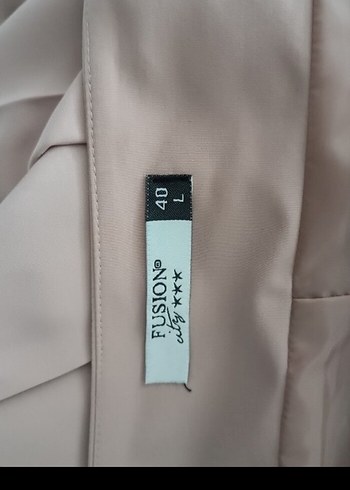 FUSION®
city ***
40
L